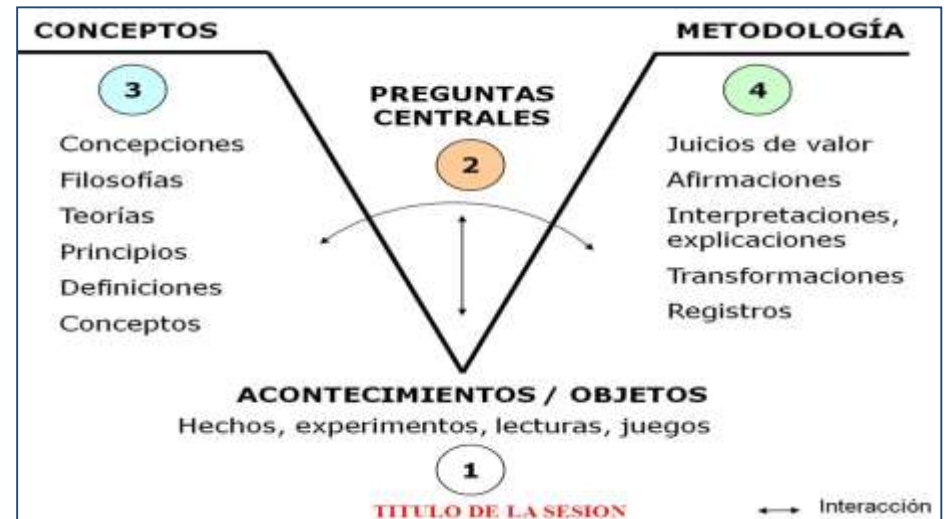 CONCEPTOS
3
Concepciones
Filosofías
Teorías
Principios
Definiciones
Conceptos
PREGUNTAS
CENTRALES
2
METODOLOGÍA
4
Juicios de valor
Afirmaciones
Interpretaciones,
explicaciones
Transformaciones
Registros
ACONTECIMIENTOS / OBJETOS
Hechos, experimentos, lecturas, juegos
1
TITULO DE LA SESION
Interacción